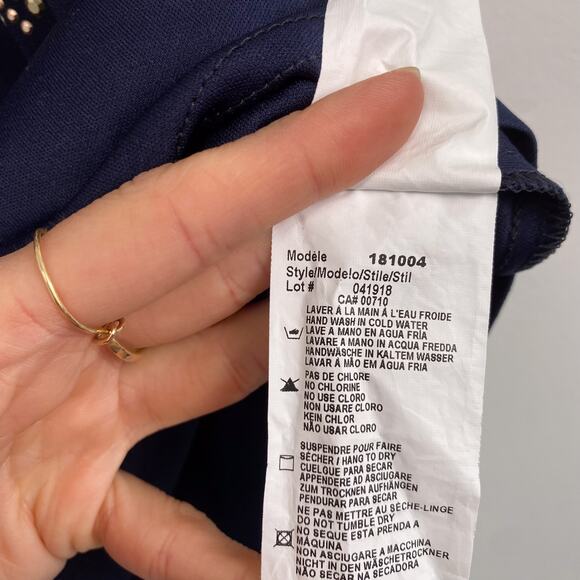 Modèle 181004
Style/Modelo/Stile/Stil
Lot # 041918
CA# 00710
LAVER À LA MAIN À L'EAU FROIDE
HAND WASH IN COLD WATER
LAVE A MANO EN AGUA FRÍA
LAVARE A MANO IN ACQUA FREDDA
HANDWÄSCHE IN KALTEM WASSER
LAVAR À MÃO EM ÁGUA FRIA
PAS DE CHLORE
NO CHLORINE
NO USE CLORO
NON USARE CLORO
KEIN CHLOR
NÃO USAR CLORO
SUSPENDRE POUR FAIRE
SÉCHER / HANG TO DRY
CUELGUE PARA SECAR
APPENDERE AD ASCIUGARE
ZUM TROCKNEN AUFHÄNGEN
PENDURAR PARA SECAR
NE PAS METTRE AU SÈCHE-LINGE
DO NOT TUMBLE DRY
NO SEQUE ESTA PRENDA A
MÁQUINA
NON ASCIUGARE A MACCHINA
NICHT IN DEN WÄSCHETROCKNER
NÃO SECAR NA SECADORA